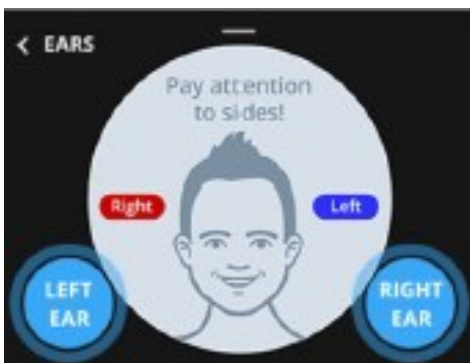 EARS
Pay attention
to sides!
Right
Left
LEFT
EAR
RIGHT
EAR